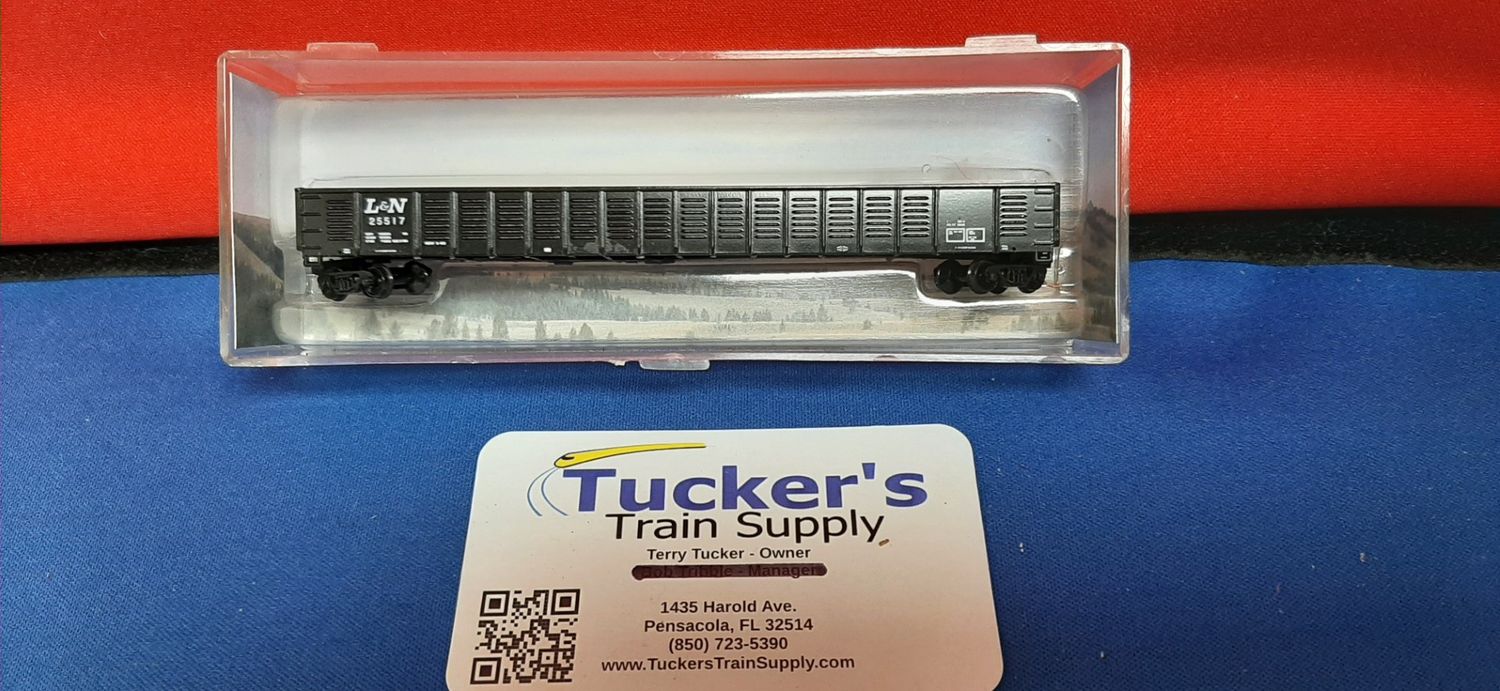 L&N
25517
Tucker's
Train Supply
Terry Tucker - Owner
Tribble - Manager
1435 Harold Ave.
Pensacola, FL 32514
(850) 723-5390
www.TuckersTrainSupply.com